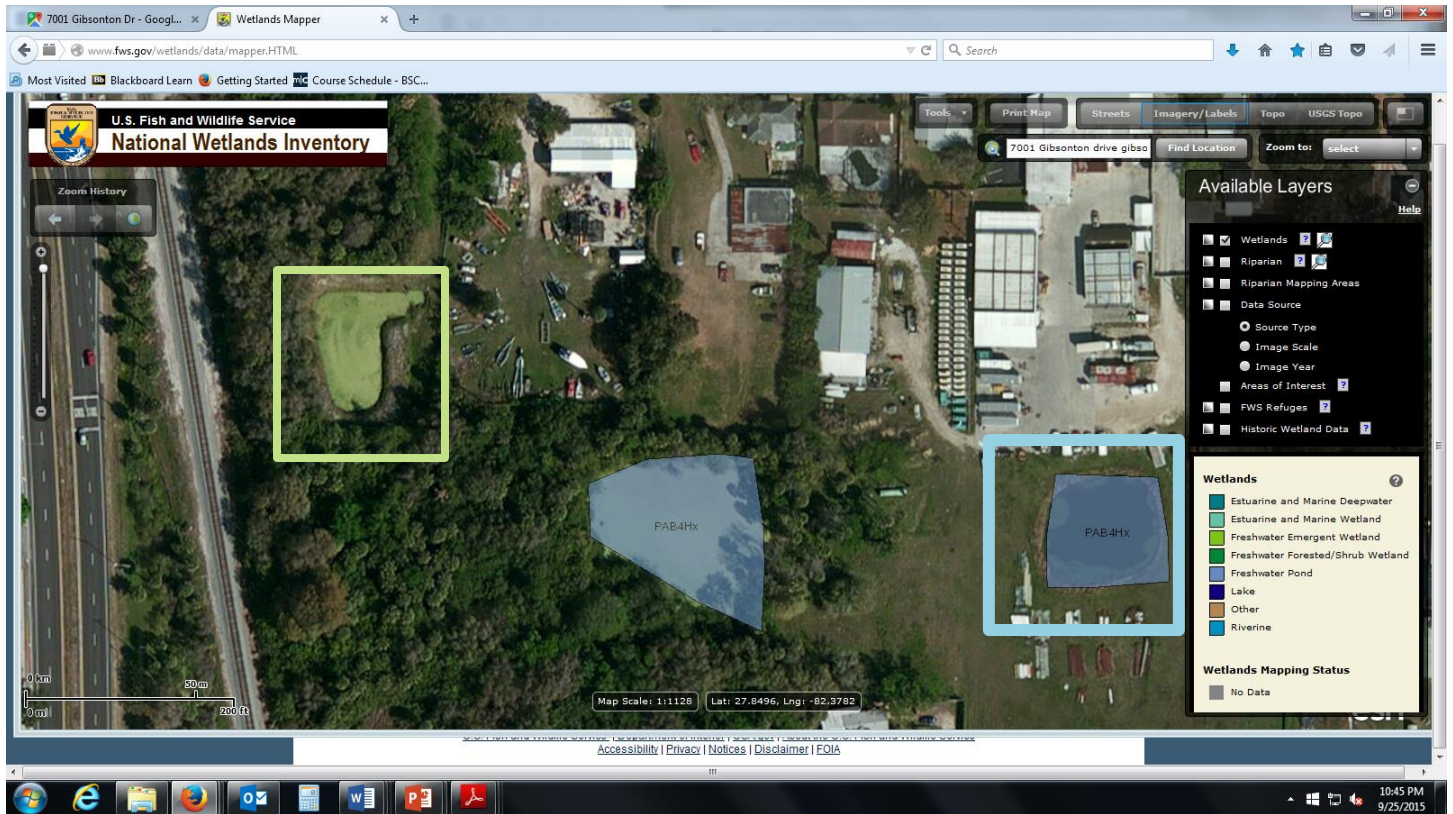 7001 Gibsonton Dr - Googl...
Wetlands Mapper
www.fws.gov/wetlands/data/mapper.HTML
Search
Most Visited
Bb Blackboard Learn
Getting Started
Course Schedule - BSC...
U.S. Fish and Wildlife Service
National Wetlands Inventory
Tools
Print Map
Streets
Imagery/Labels
Topo
USGS Topo
7001 Gibsonton drive gibso
Find Location
Zoom to:
select
Zoom History
Available Layers
Help
Wetlands ?
Riparian ?
Riparian Mapping Areas
Data Source
Source Type
Image Scale
Image Year
Areas of Interest ?
FWS Refuges ?
Historic Wetland Data ?
PAB4Hx
PAB4Hx
Wetlands ?
Estuarine and Marine Deepwater
Estuarine and Marine Wetland
Freshwater Emergent Wetland
Freshwater Forested/Shrub Wetland
Freshwater Pond
Lake
Other
Riverine
Wetlands Mapping Status
No Data
0 km
50 m
0 mi
200 ft
Map Scale: 1:1128
Lat: 27.8496, Lng: -82.3782
Accessibility | Privacy | Notices | Disclaimer | FOIA
10:45 PM
9/25/2015